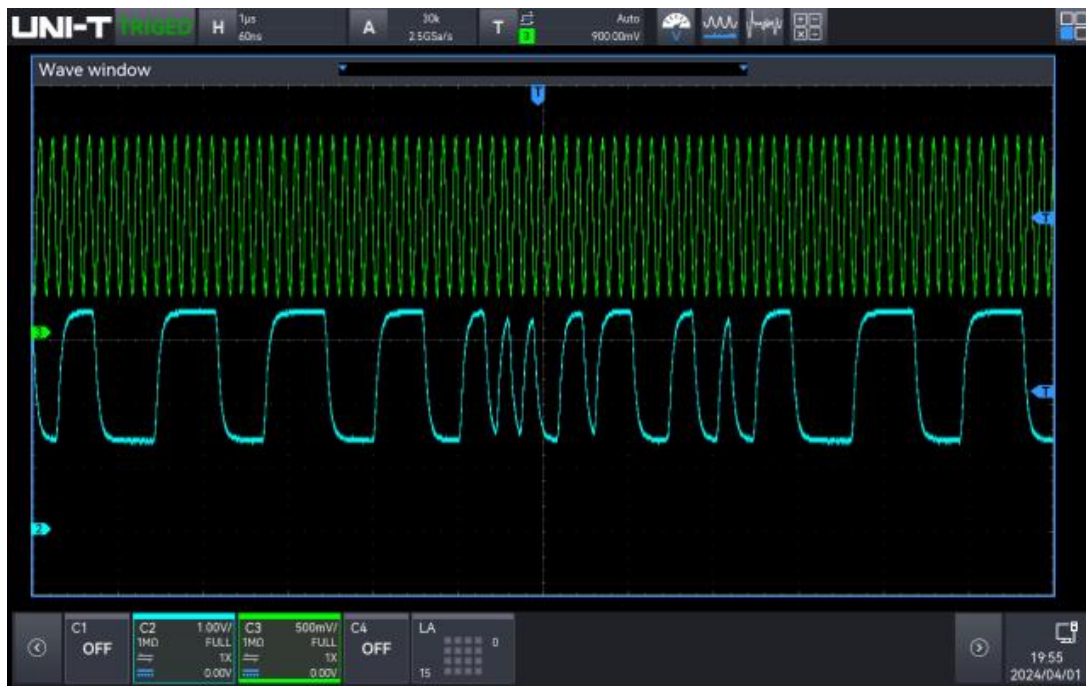 UNI-T TRIGED H 1μs A 30k T Auto
60ns 2.5GSa/s 3 900.00mV
Wave window
T
T
3
T
2
C1 C2 1.00V/ C3 500mV/ C4 LA
OFF 1MΩ FULL 1MΩ FULL OFF 0
1X 1X
0.00V 0.00V 15
19:55
2024/04/01